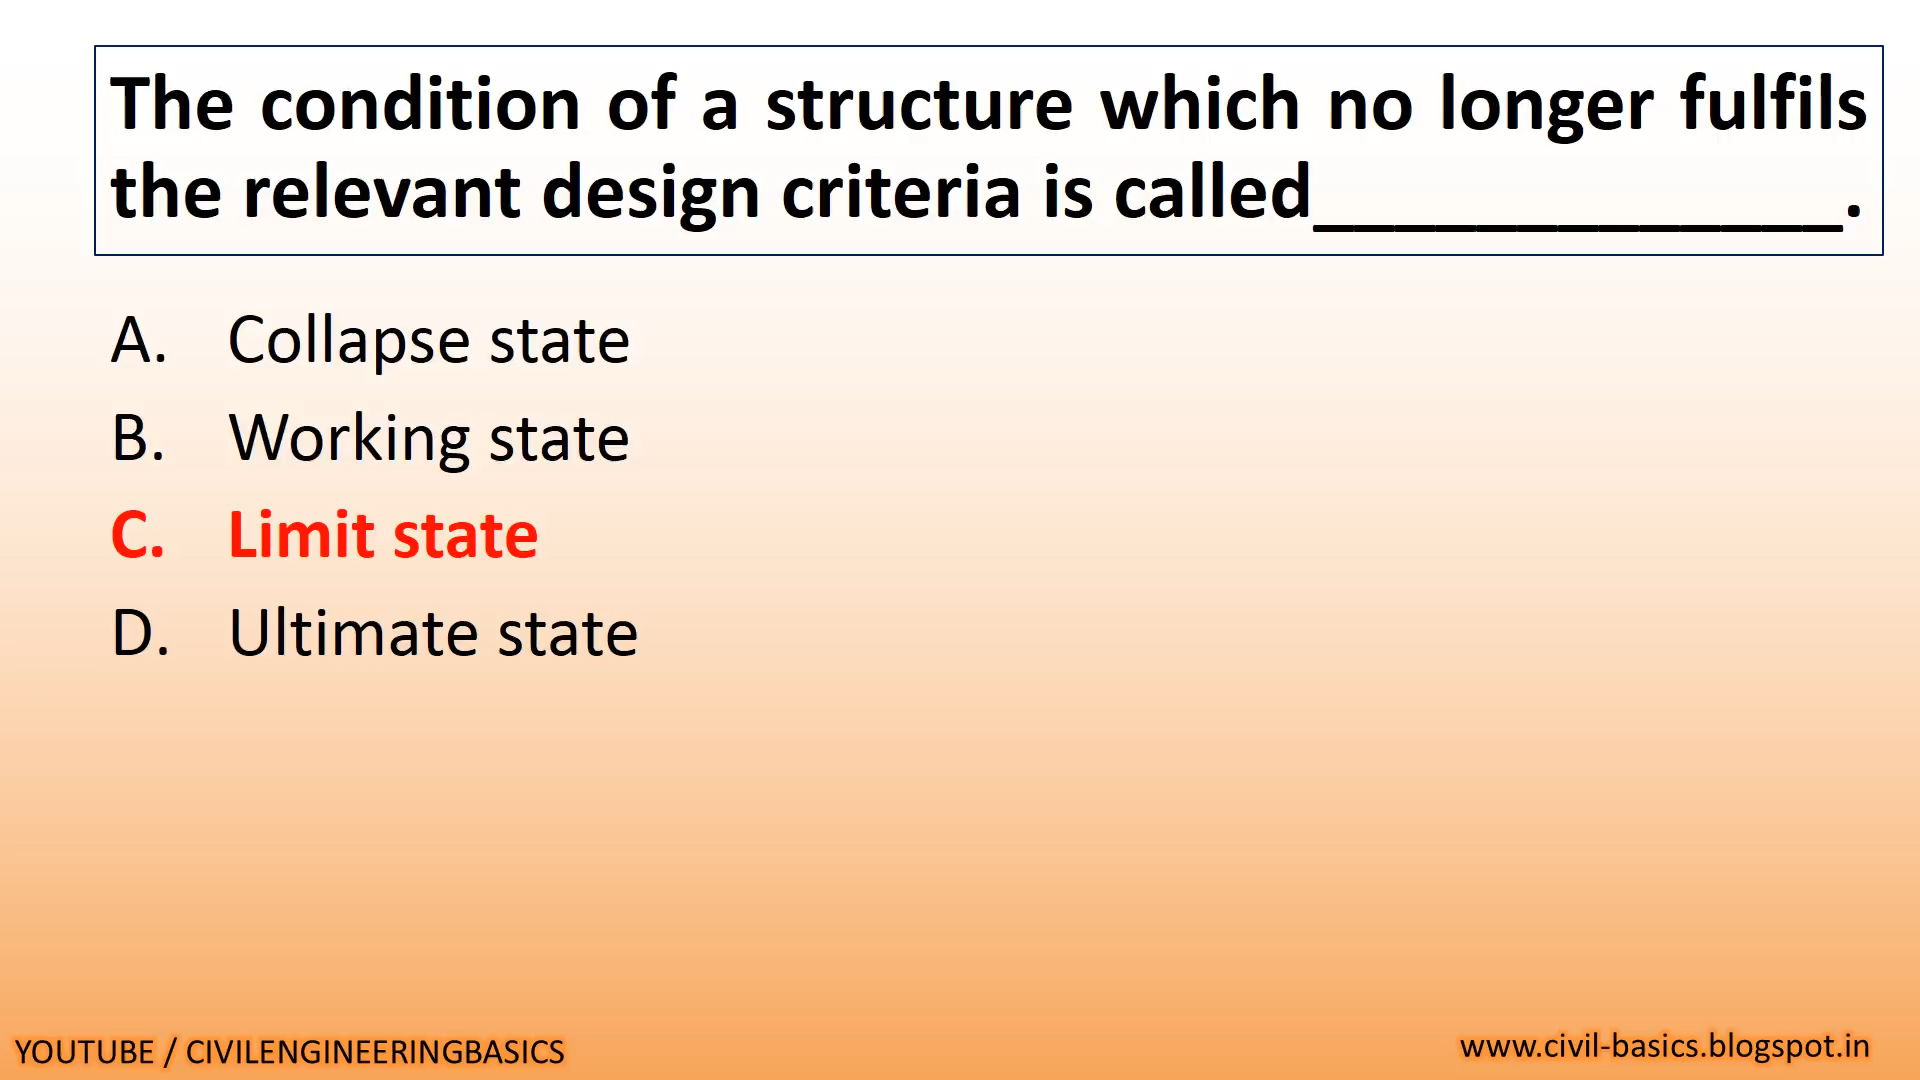 The condition of a structure which no longer fulfils
the relevant design criteria is called_____________.
A. Collapse state
B. Working state
C. Limit state
D. Ultimate state
YOUTUBE / CIVILENGINEERINGBASICS
www.civil-basics.blogspot.in